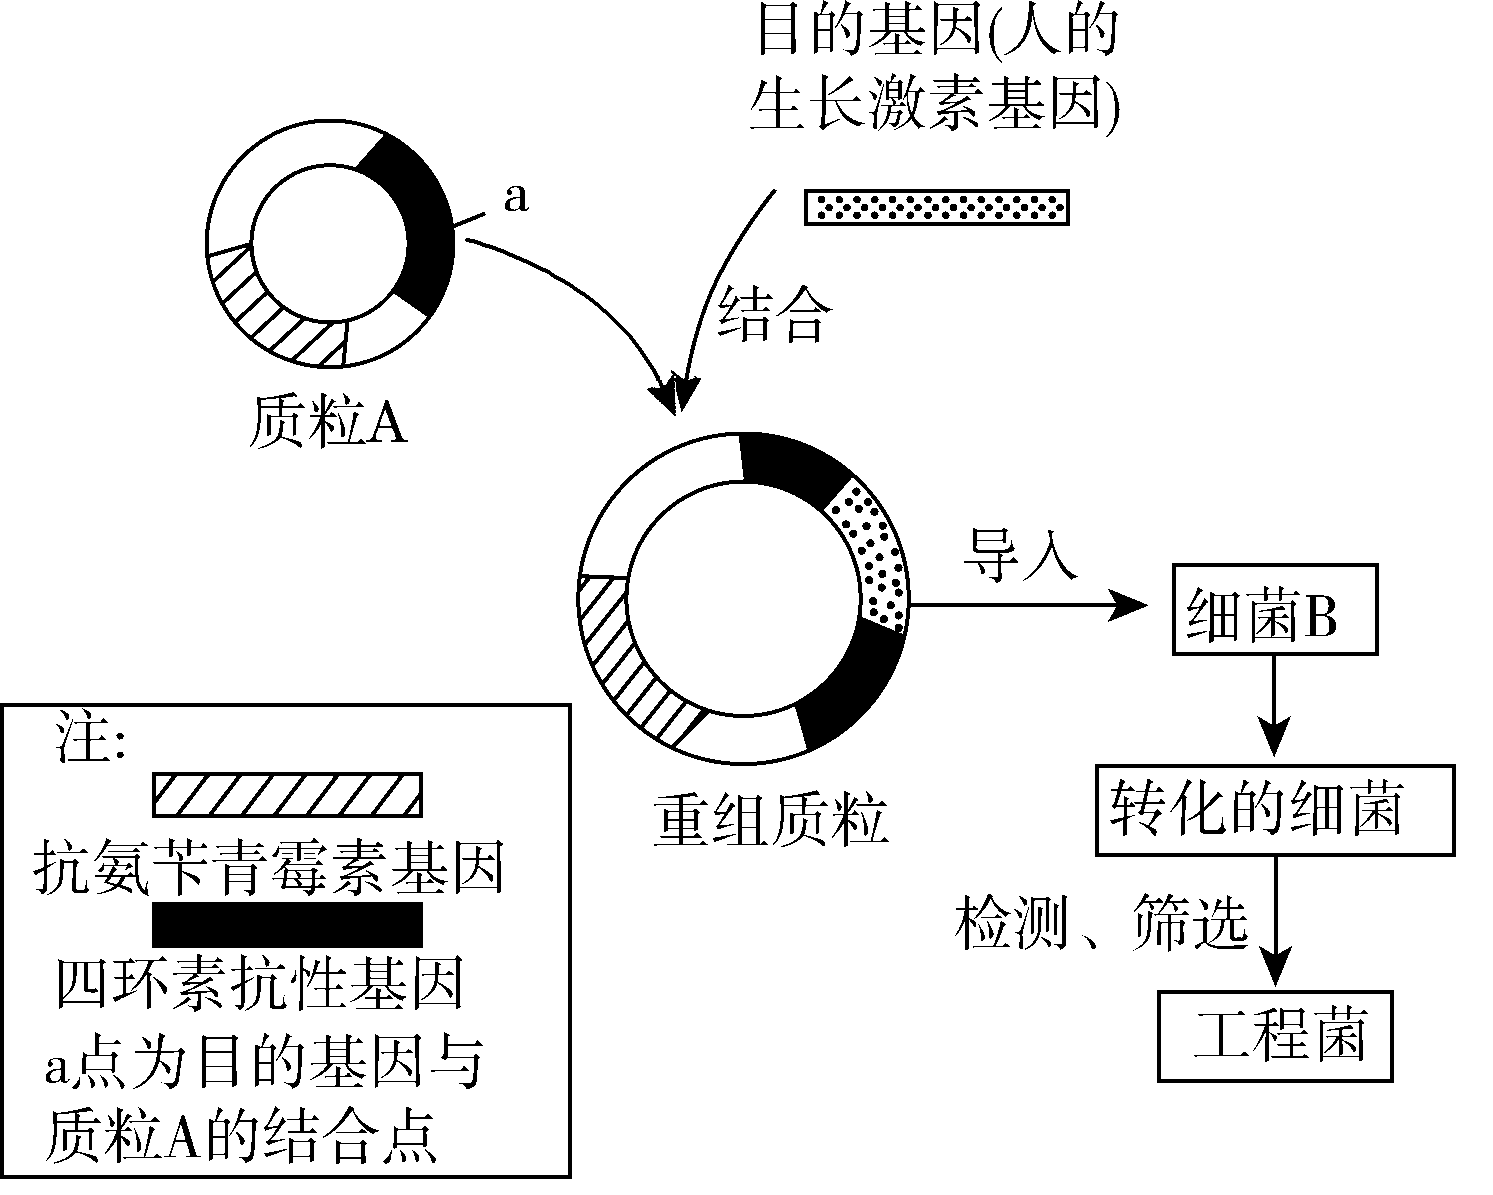 目的基因(人的
生长激素基因)
a
结合
质粒A
导入
细菌B
重组质粒
转化的细菌
检测、筛选
工程菌
注:
抗氨苄青霉素基因
四环素抗性基因
a点为目的基因与
质粒A的结合点